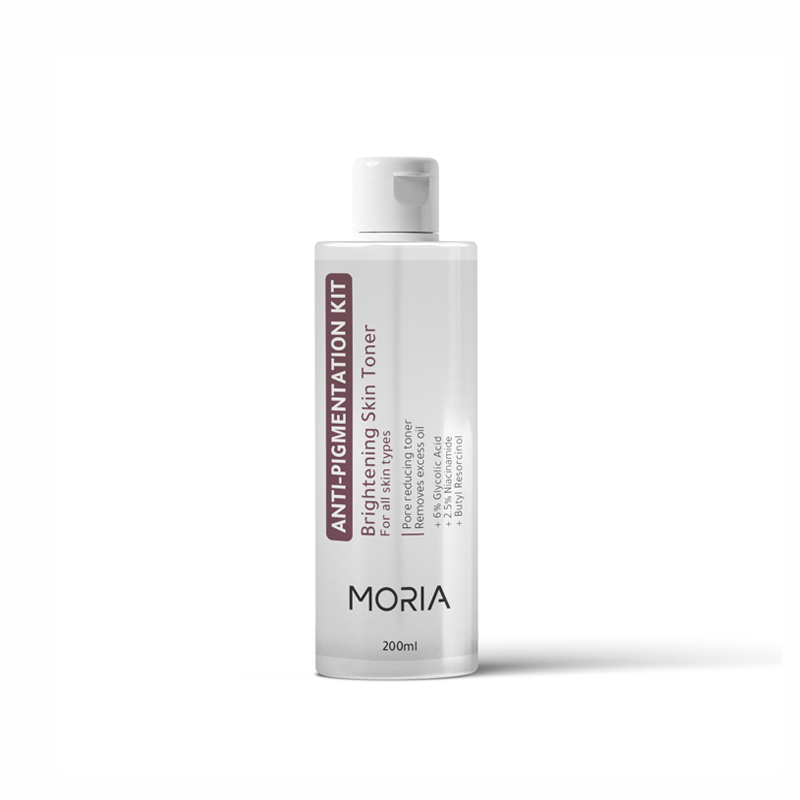 ANTI-PIGMENTATION KIT
Brightening Skin Toner
For all skin types
Pore reducing toner
Removes excess oil
+ 6% Glycolic Acid
+ 2.5% Niacinamide
+ Butyl Resorcinol
MORIA
200ml